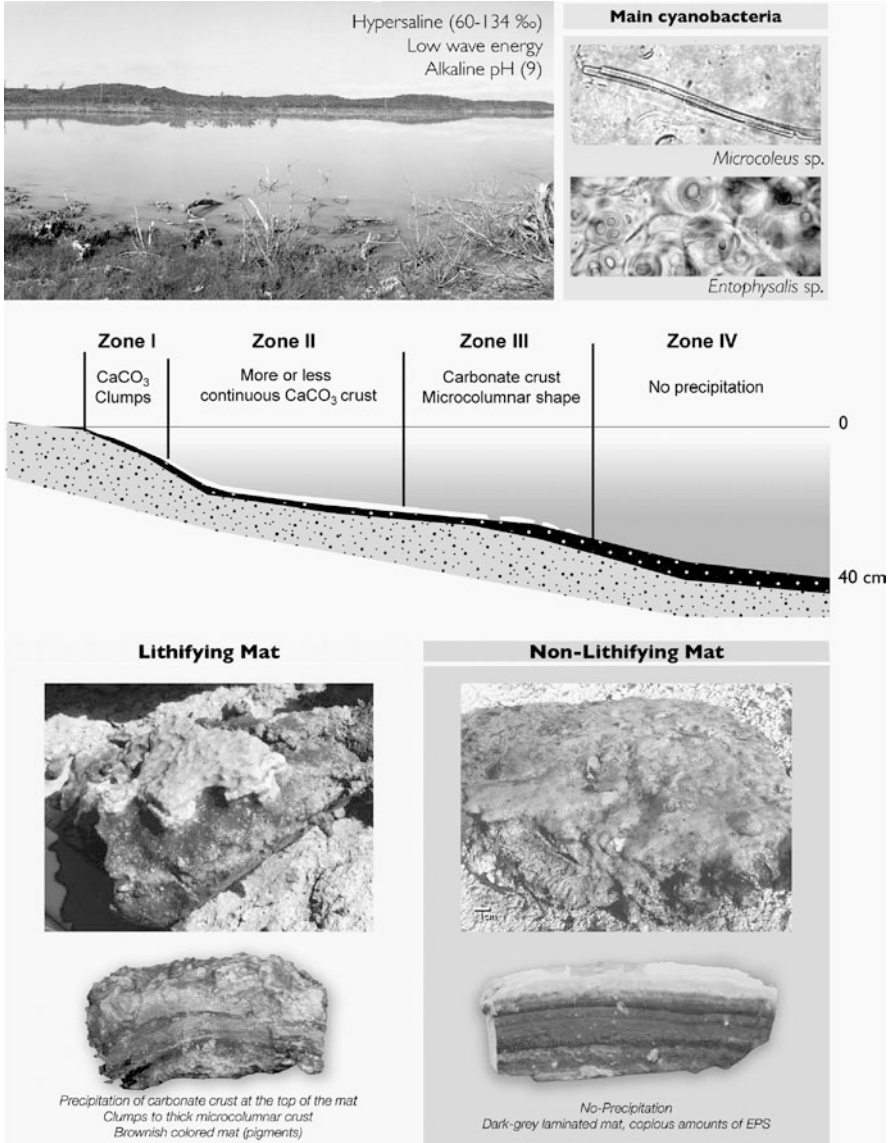 Hypersaline (60-134 ‰)
Low wave energy
Alkaline pH (9)
Main cyanobacteria
Microcoleus sp.
Entophysalis sp.
Zone I
CaCO₃
Clumps
Zone II
More or less
continuous CaCO₃ crust
Zone III
Carbonate crust
Microcolumnar shape
Zone IV
No precipitation
0
40 cm
Lithifying Mat
Precipitation of carbonate crust at the top of the mat
Clumps to thick microcolumnar crust
Brownish colored mat (pigments)
Non-Lithifying Mat
1cm
No-Precipitation
Dark-grey laminated mat, copious amounts of EPS